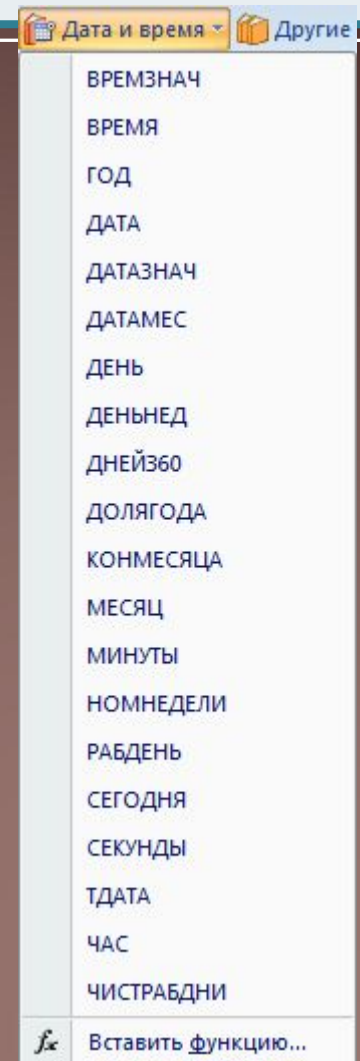 Дата и время Другие
ВРЕМЗНАЧ
ВРЕМЯ
ГОД
ДАТА
ДАТАЗНАЧ
ДАТАМЕС
ДЕНЬ
ДЕНЬНЕД
ДНЕЙ360
ДОЛЯГОДА
КОНМЕСЯЦА
МЕСЯЦ
МИНУТЫ
НОМНЕДЕЛИ
РАБДЕНЬ
СЕГОДНЯ
СЕКУНДЫ
ТДАТА
ЧАС
ЧИСТРАБДНИ
fx Вставить функцию...